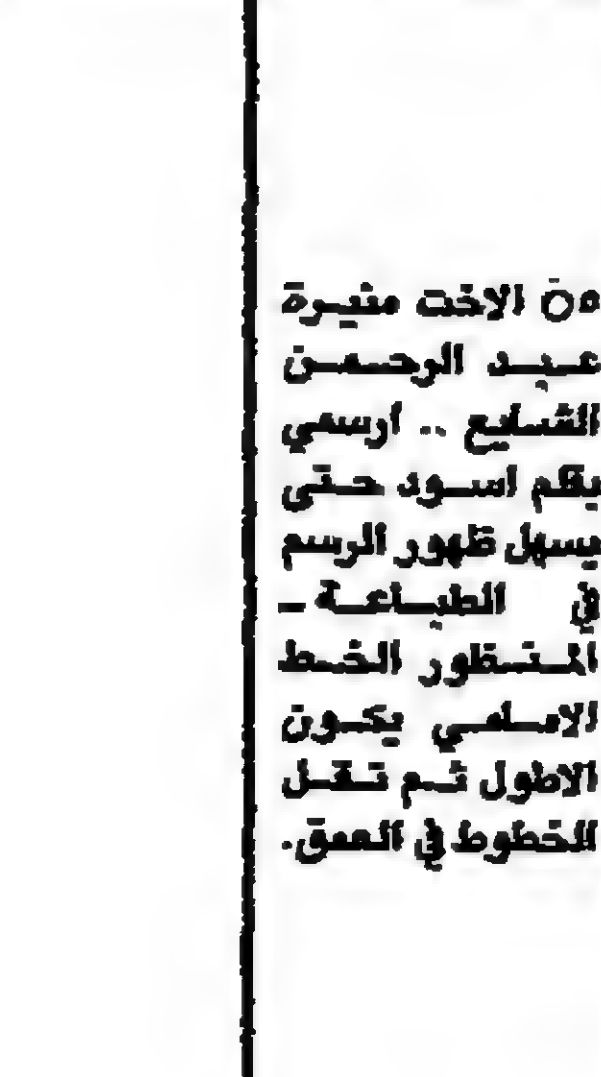 ○○ الاخت منيرة
عبد الرحمن
الشايع .. ارسمي
بقلم اسود حتى
يسهل ظهور الرسم
في الطباعة ـ
المنظور الخط
الامامي يكون
الاطول ثم تقل
الخطوط في العمق.